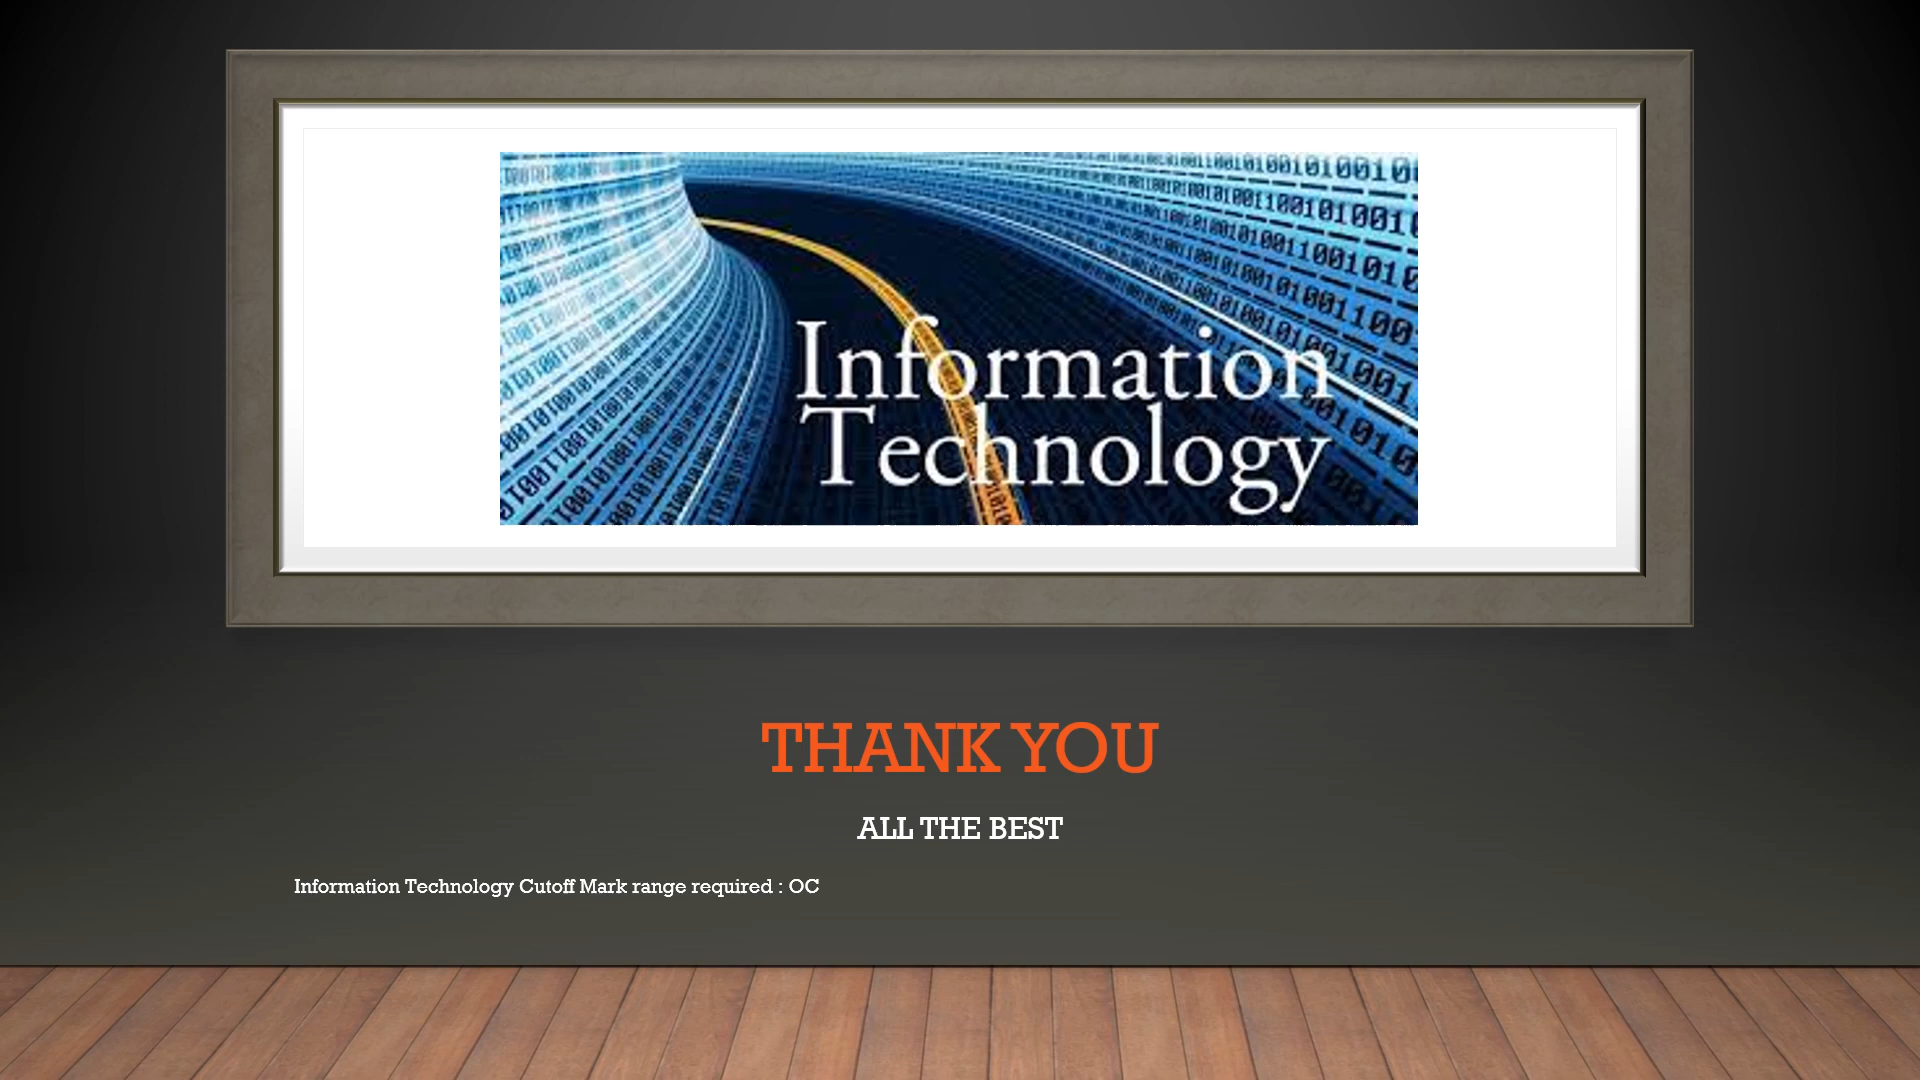 Information
Technology
THANK YOU
ALL THE BEST
Information Technology Cutoff Mark range required : OC